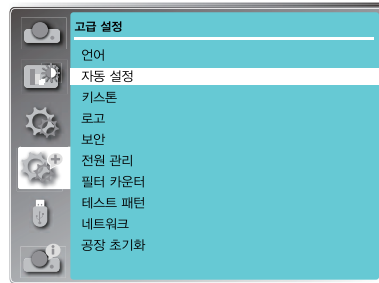 고급 설정
언어
자동 설정
키스톤
로고
보안
전원 관리
필터 카운터
테스트 패턴
네트워크
공장 초기화